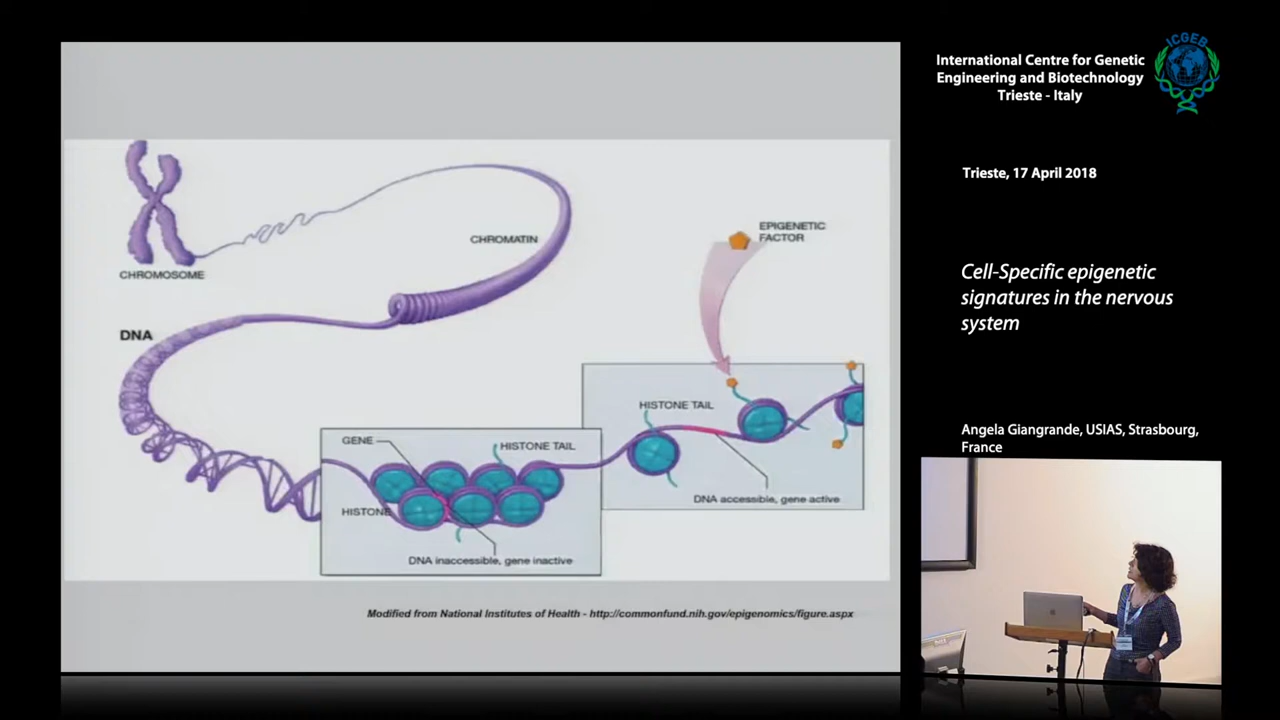 CHROMOSOME
CHROMATIN
EPIGENETIC
FACTOR
DNA
HISTONE TAIL
DNA accessible, gene active
GENE
HISTONE TAIL
HISTONE
DNA inaccessible, gene inactive
Modified from National Institutes of Health - http://commonfund.nih.gov/epigenomics/figure.aspx
International Centre for Genetic
Engineering and Biotechnology
Trieste - Italy
ICGEB
Trieste, 17 April 2018
Cell-Specific epigenetic
signatures in the nervous
system
Angela Giangrande, USIAS, Strasbourg,
France